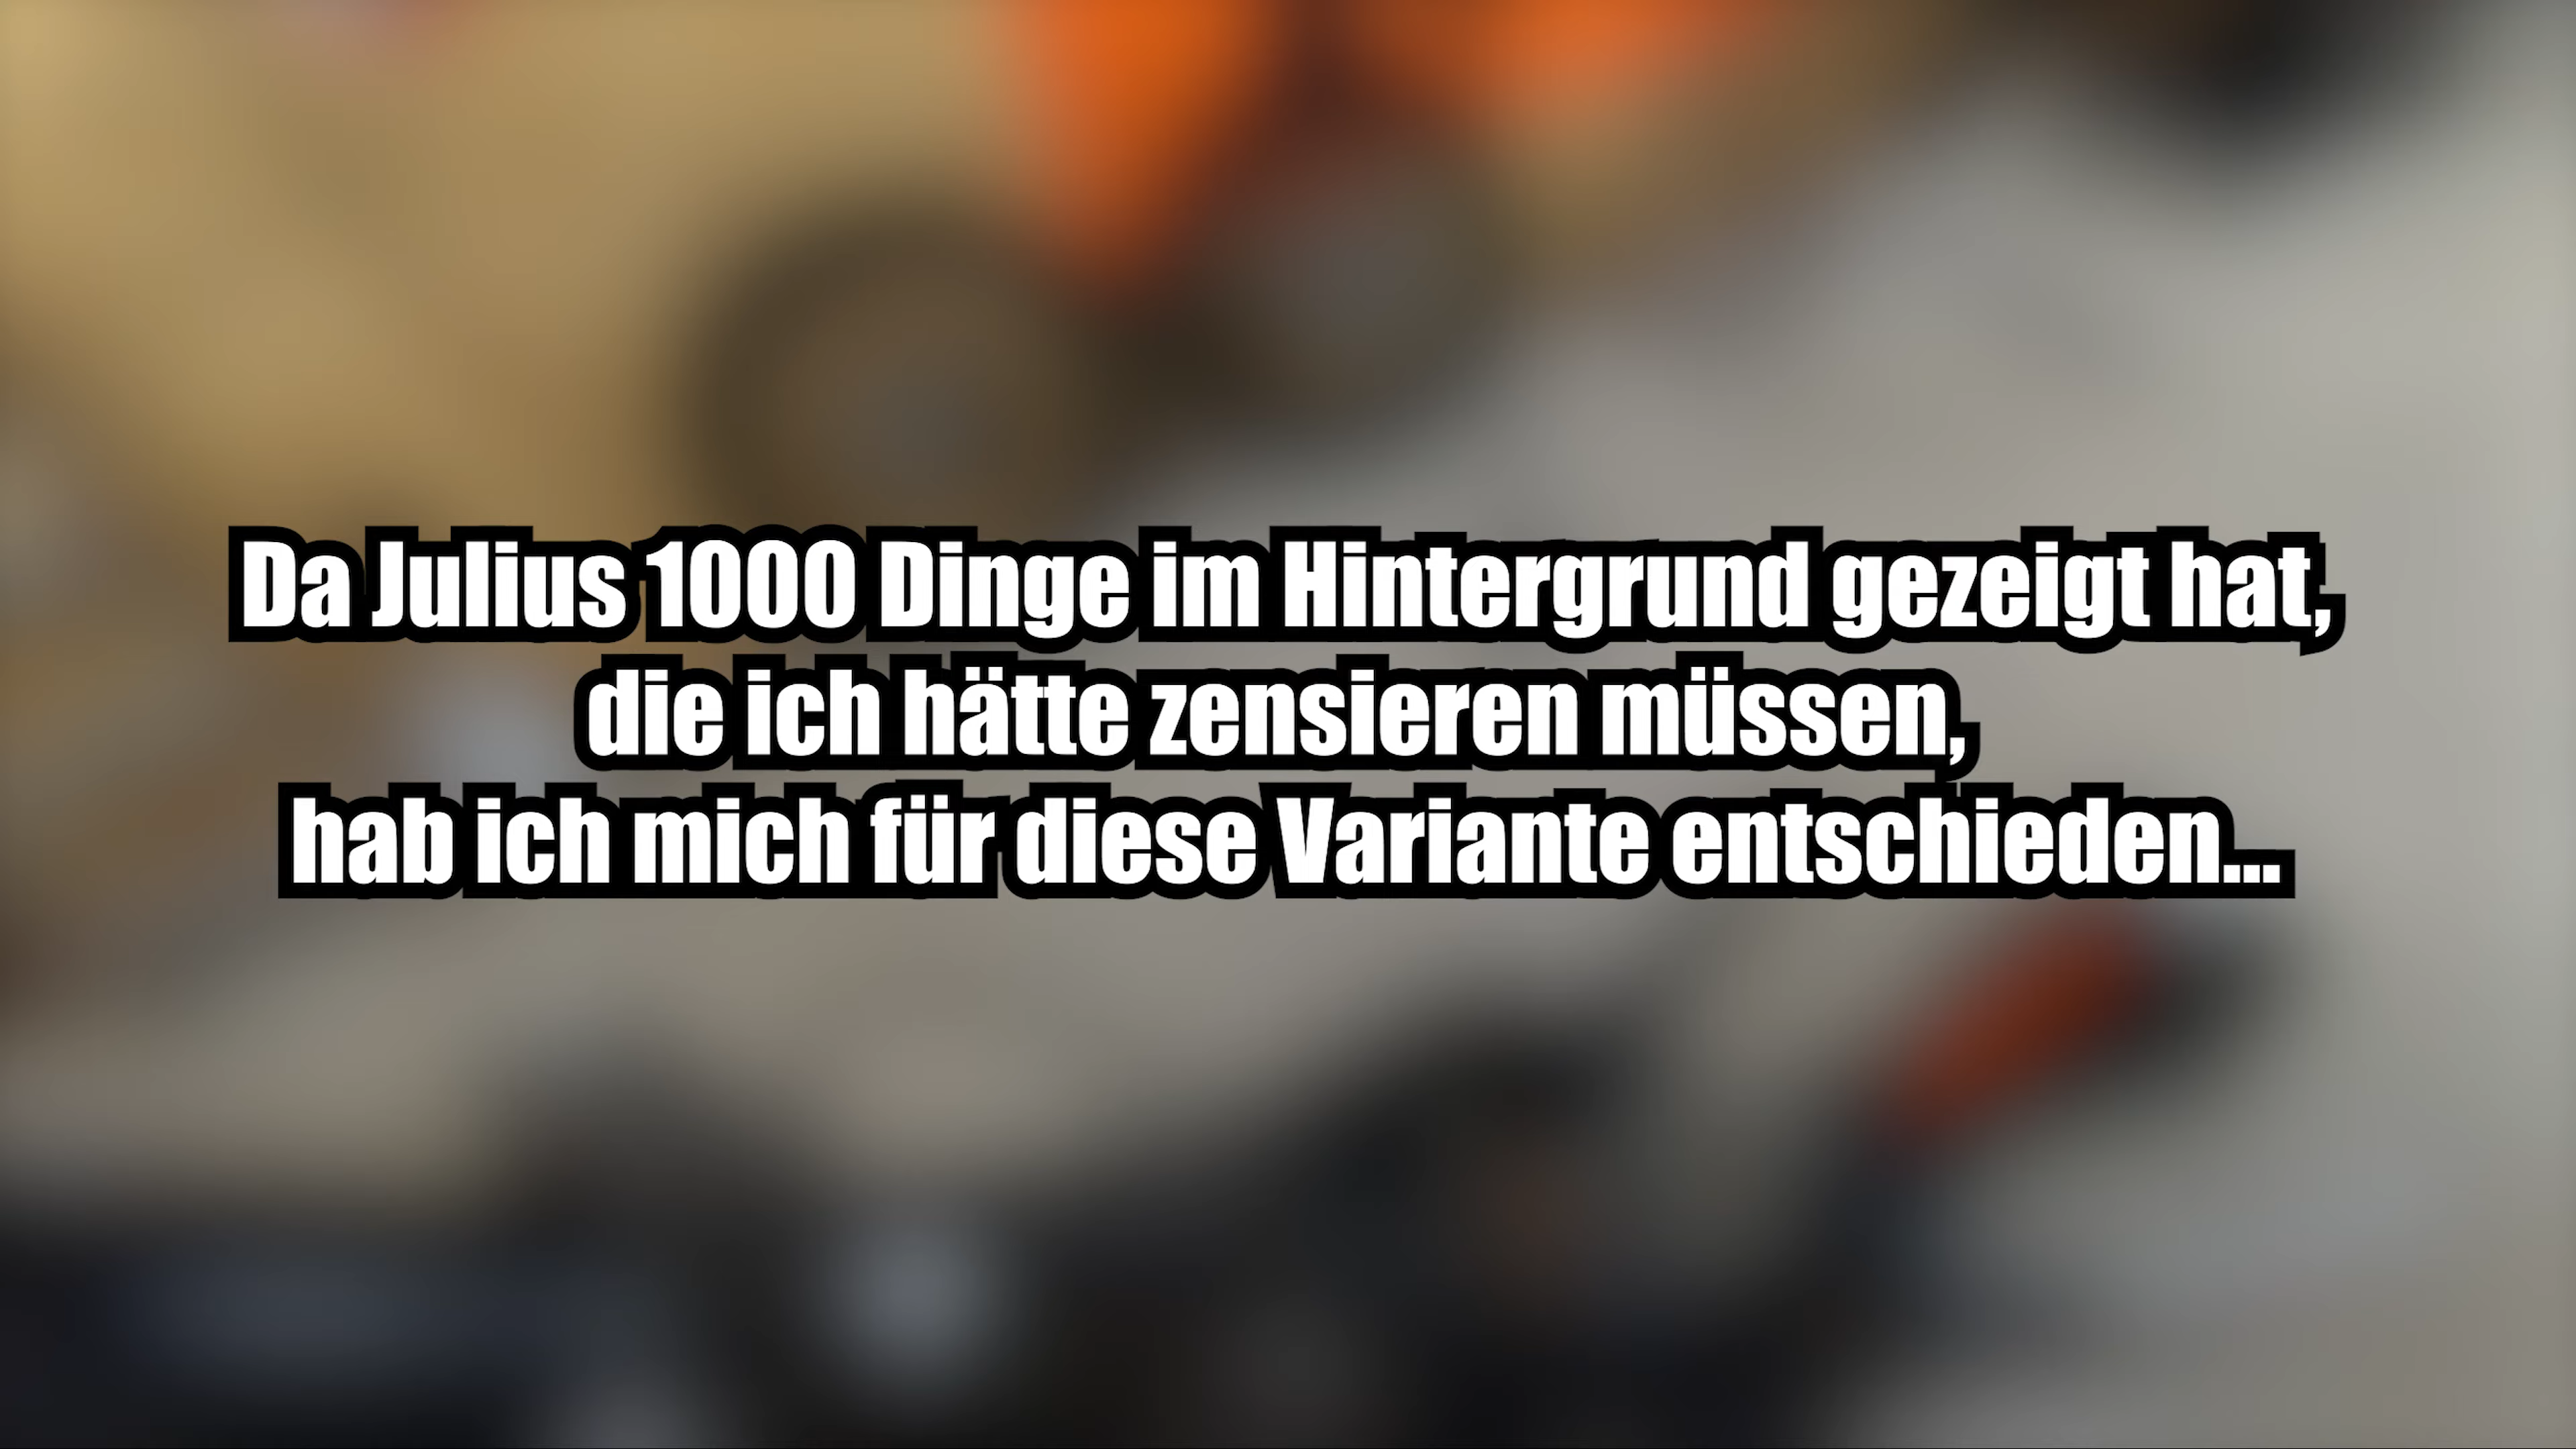 Da Julius 1000 Dinge im Hintergrund gezeigt hat,
die ich hätte zensieren müssen,
hab ich mich für diese Variante entschieden...